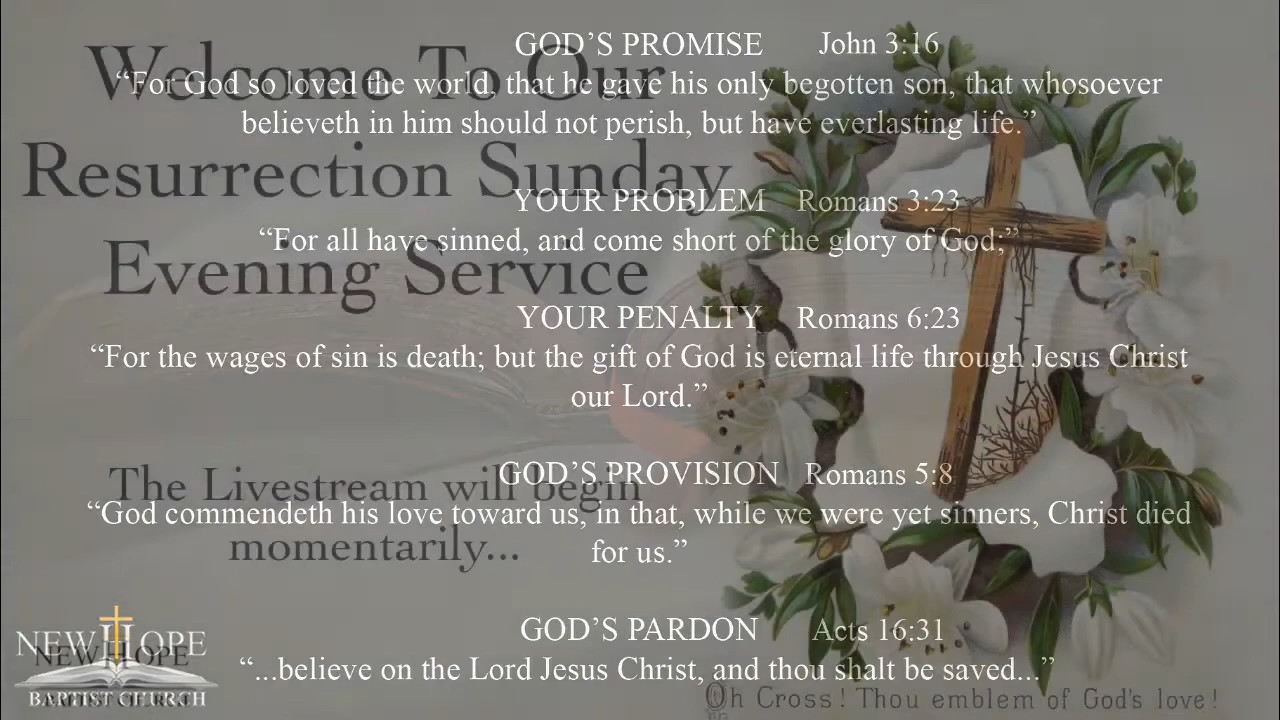 GOD’S PROMISE John 3:16
“For God so loved the world, that he gave his only begotten son, that whosoever
believeth in him should not perish, but have everlasting life.”
YOUR PROBLEM Romans 3:23
“For all have sinned, and come short of the glory of God;”
YOUR PENALTY Romans 6:23
“For the wages of sin is death; but the gift of God is eternal life through Jesus Christ
our Lord.”
GOD’S PROVISION Romans 5:8
“God commendeth his love toward us, in that, while we were yet sinners, Christ died
for us.”
GOD’S PARDON Acts 16:31
“...believe on the Lord Jesus Christ, and thou shalt be saved...”
Welcome To Our
Resurrection Sunday
Evening Service
The Livestream will begin
momentarily...
NEW HOPE
BAPTIST CHURCH
NEW HOPE
Oh Cross! Thou emblem of God's love!